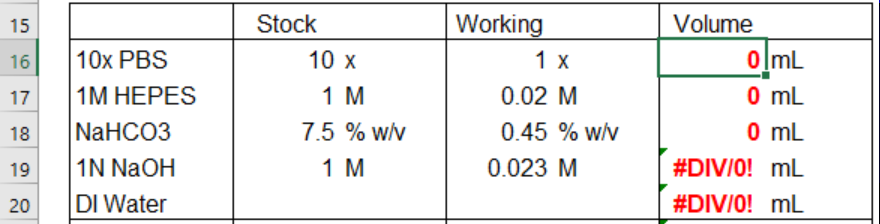 15 Stock Working Volume
16 10x PBS 10 x 1 x 0 mL
17 1M HEPES 1 M 0.02 M 0 mL
18 NaHCO3 7.5 % w/v 0.45 % w/v 0 mL
19 1N NaOH 1 M 0.023 M #DIV/0! mL
20 DI Water #DIV/0! mL